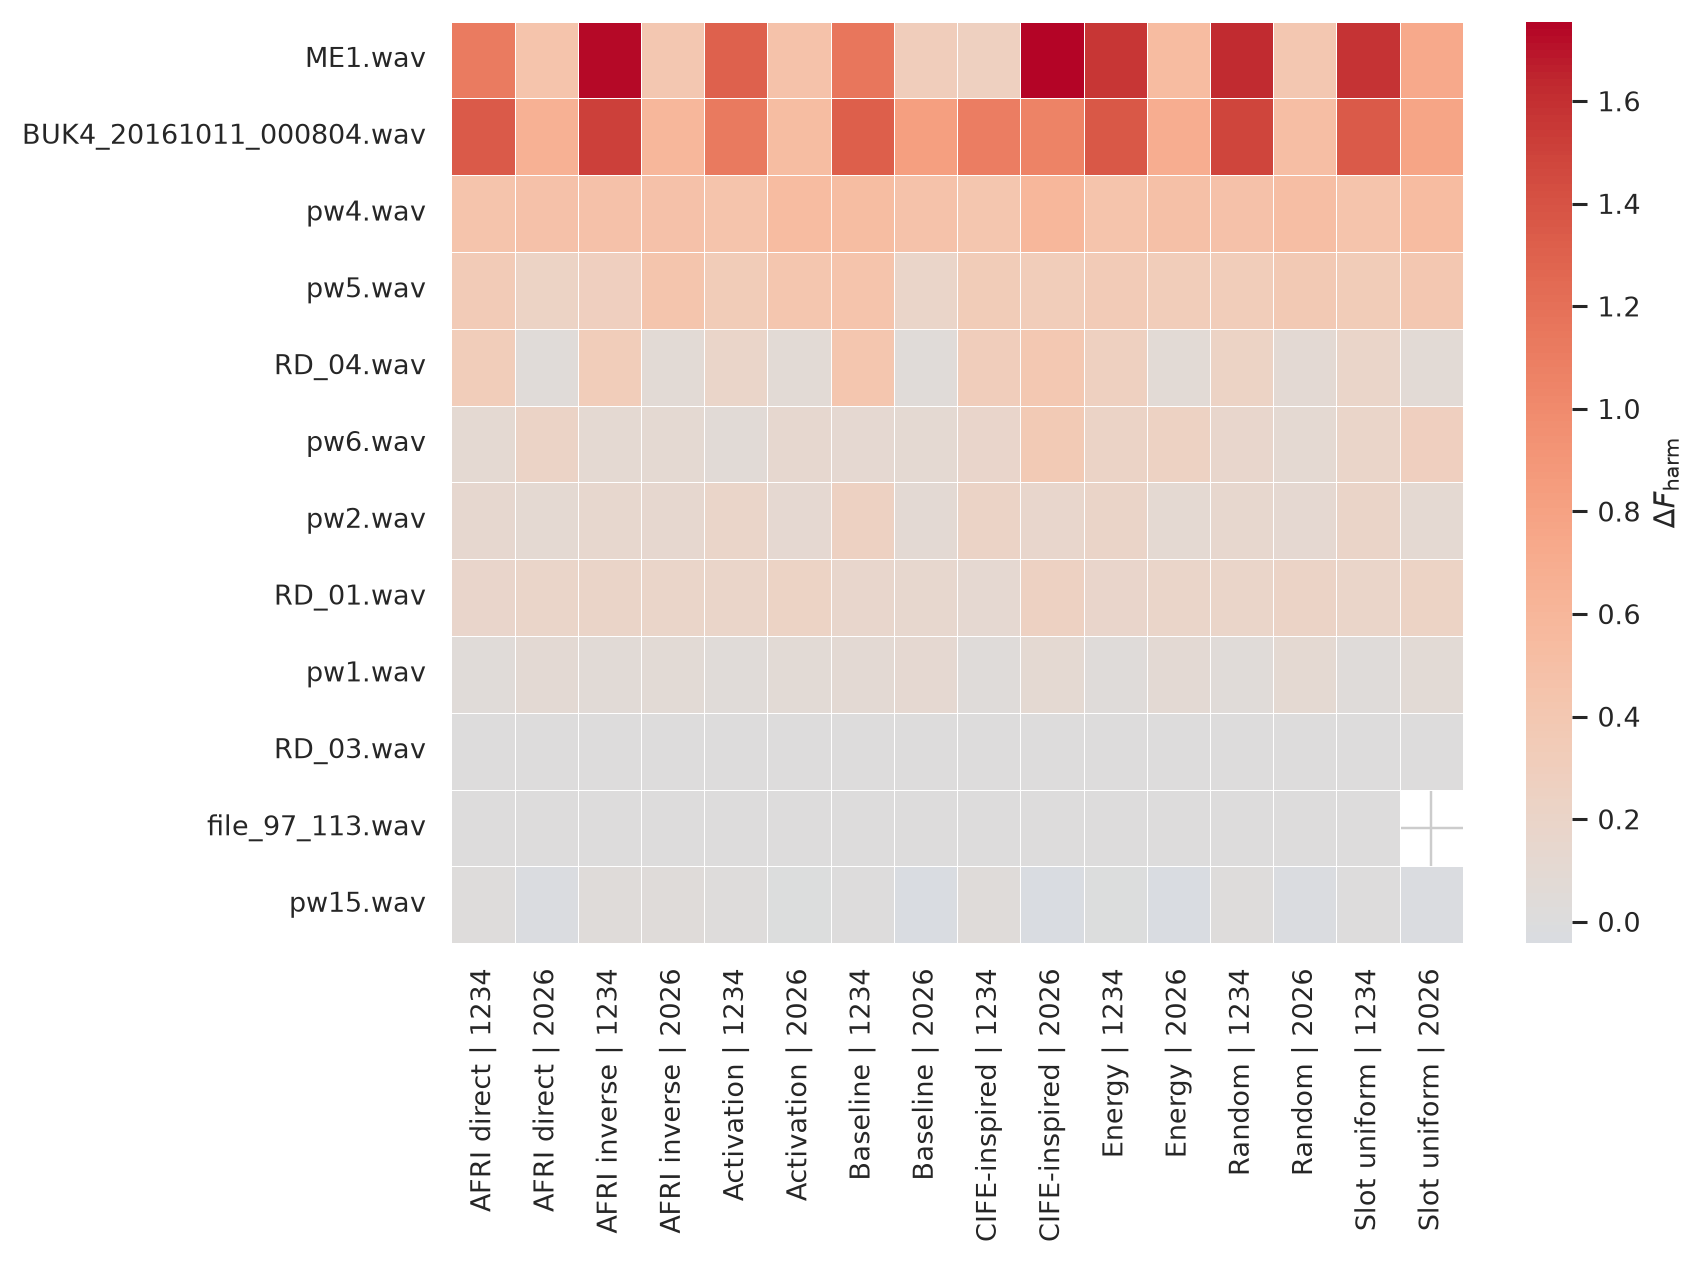 ME1.wav
BUK4_20161011_000804.wav
pw4.wav
pw5.wav
RD_04.wav
pw6.wav
pw2.wav
RD_01.wav
pw1.wav
RD_03.wav
file_97_113.wav
pw15.wav
AFRI direct | 1234
AFRI direct | 2026
AFRI inverse | 1234
AFRI inverse | 2026
Activation | 1234
Activation | 2026
Baseline | 1234
Baseline | 2026
CIFE-inspired | 1234
CIFE-inspired | 2026
Energy | 1234
Energy | 2026
Random | 1234
Random | 2026
Slot uniform | 1234
Slot uniform | 2026
1.6
1.4
1.2
1.0
0.8
0.6
0.4
0.2
0.0
ΔF_harm